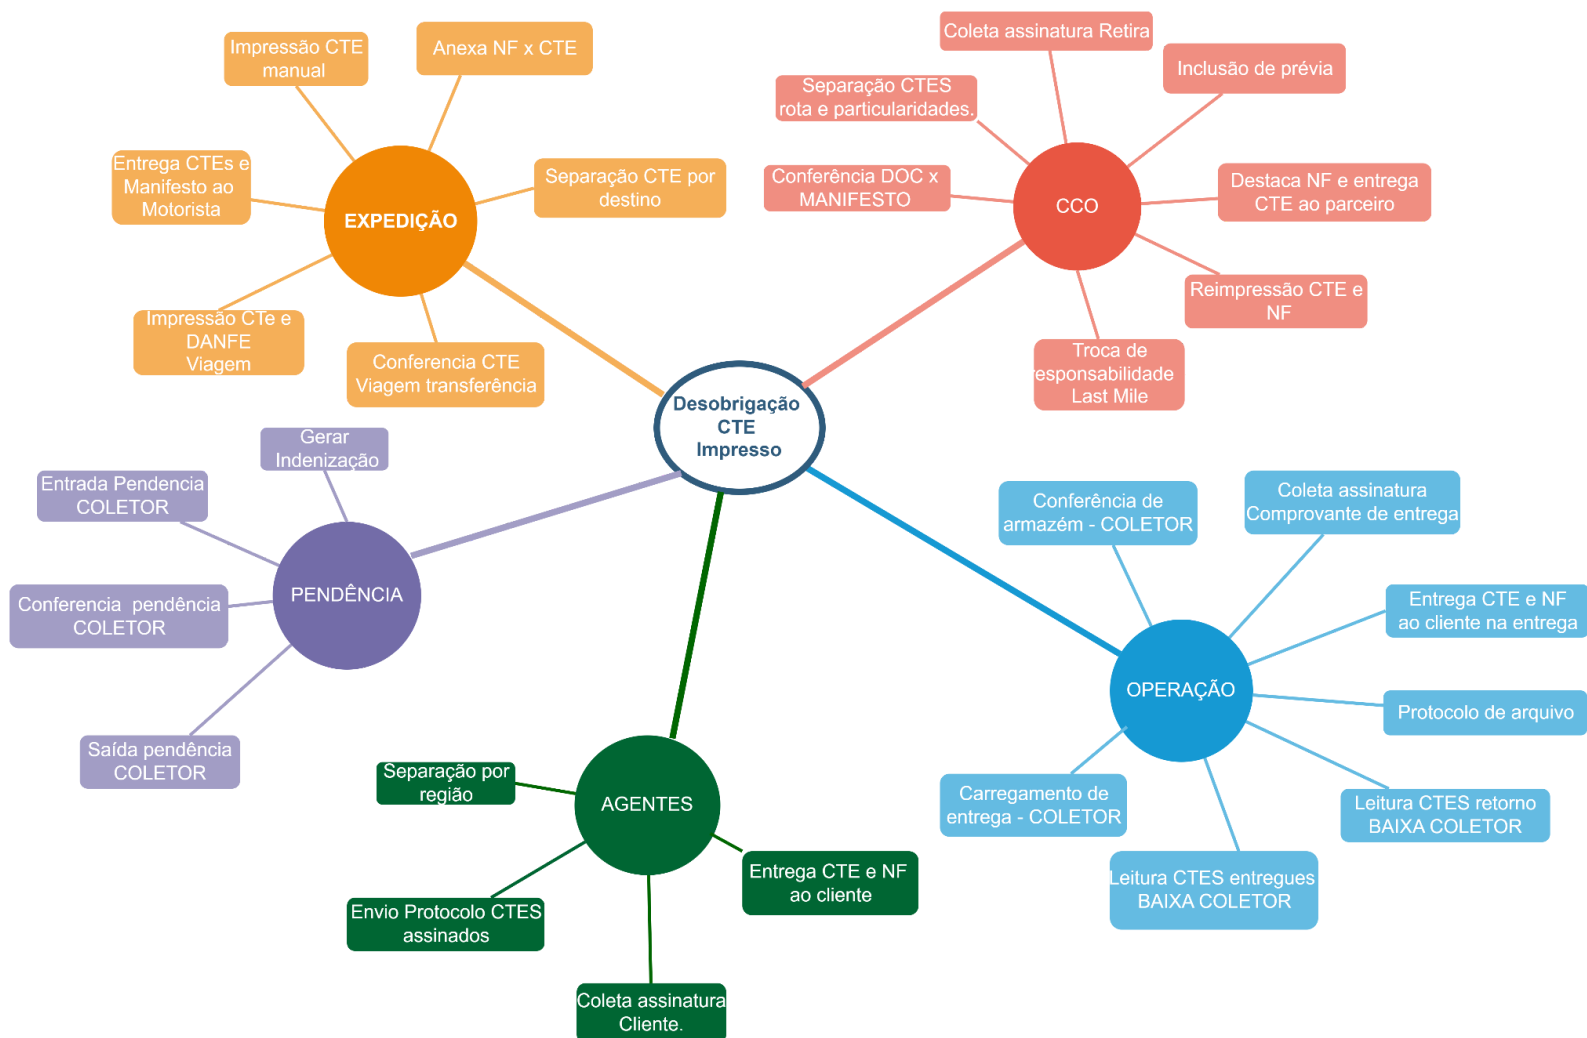 Impressão CTE
manual
Anexa NF x CTE
Entrega CTEs e
Manifesto ao
Motorista
Separação CTE por
destino
EXPEDIÇÃO
Impressão CTe e
DANFE
Viagem
Conferencia CTE
Viagem transferência
Coleta assinatura Retira
Inclusão de prévia
Separação CTES
rota e particularidades.
Conferência DOC x
MANIFESTO
CCO
Destaca NF e entrega
CTE ao parceiro
Reimpressão CTE e
NF
Troca de
responsabilidade
Last Mile
Desobrigação
CTE
Impresso
Gerar
Indenização
Entrada Pendencia
COLETOR
Conferencia  pendência
COLETOR
PENDÊNCIA
Saída pendência
COLETOR
Conferência de
armazém - COLETOR
Coleta assinatura
Comprovante de entrega
Entrega CTE e NF
ao cliente na entrega
OPERAÇÃO
Protocolo de arquivo
Carregamento de
entrega - COLETOR
Leitura CTES retorno
BAIXA COLETOR
Leitura CTES entregues
BAIXA COLETOR
Separação por
região
AGENTES
Entrega CTE e NF
ao cliente
Envio Protocolo CTES
assinados
Coleta assinatura
Cliente.